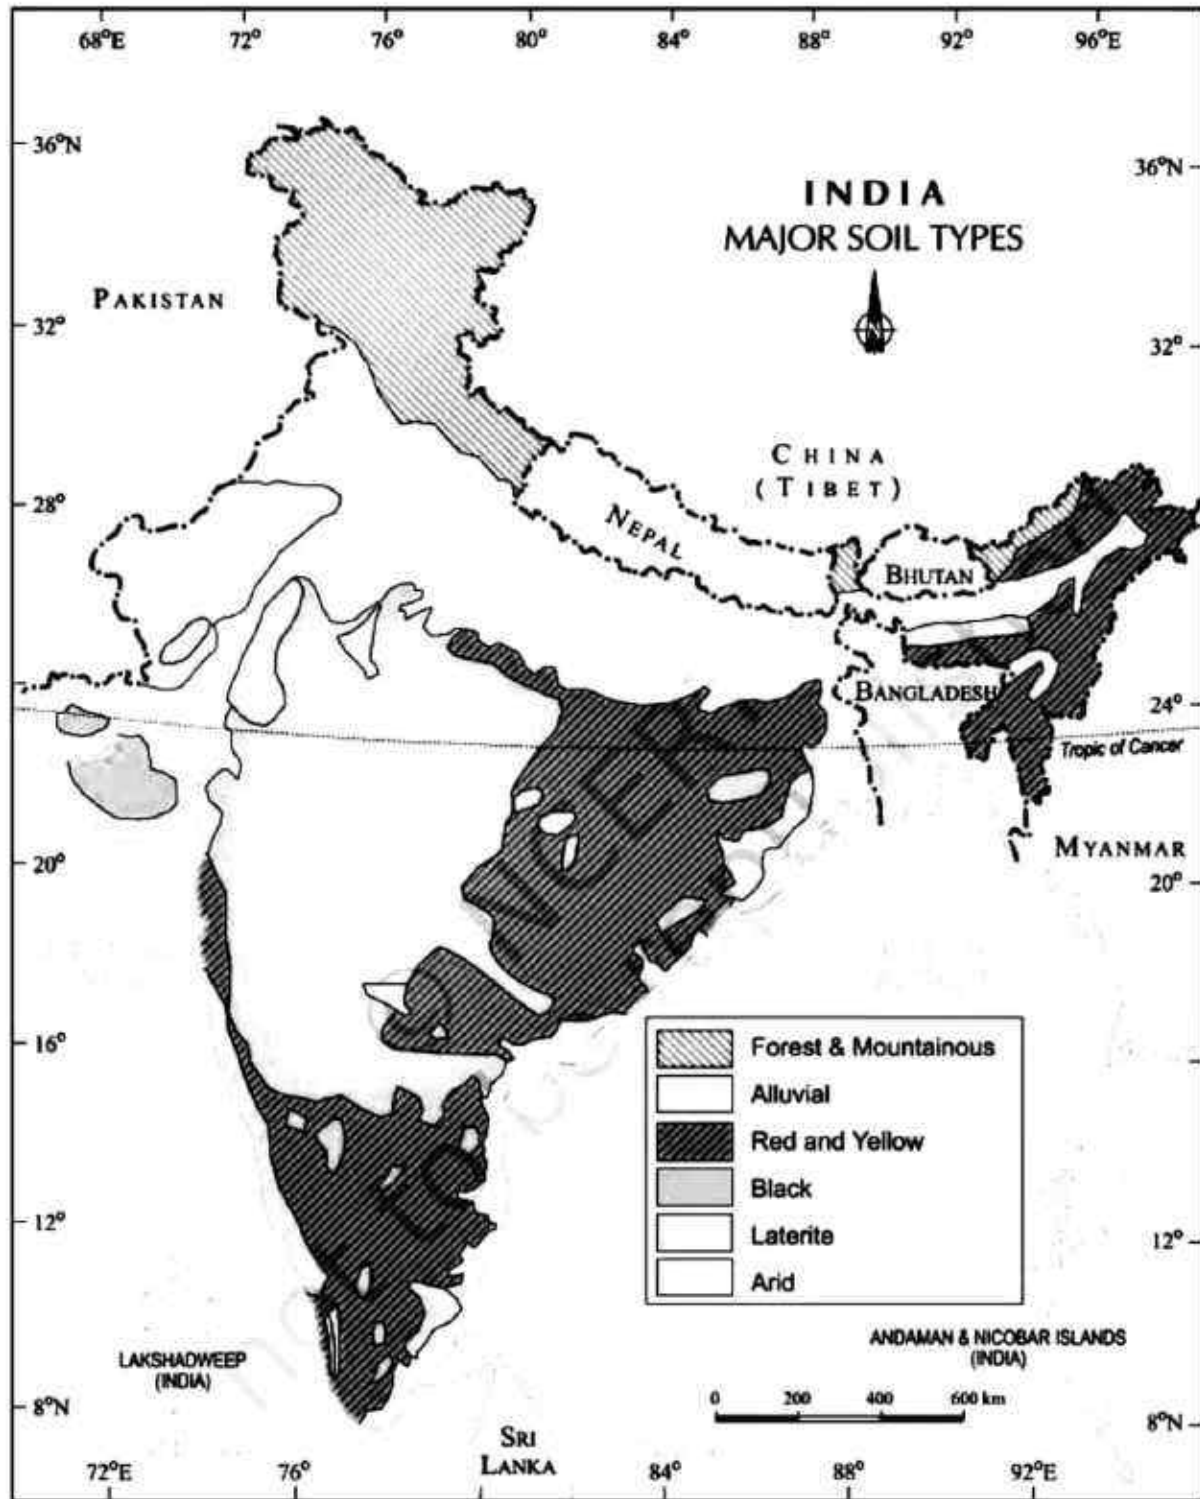 68°E 72° 76° 80° 84° 88° 92° 96°E
36°N
36°N
INDIA
MAJOR SOIL TYPES
PAKISTAN
32°
32°
CHINA
(TIBET)
28°
NEPAL
BHUTAN
BANGLADESH
24°
Tropic of Cancer
MYANMAR
20°
20°
16°
Forest & Mountainous
Alluvial
Red and Yellow
Black
Laterite
Arid
12°
12°
LAKSHADWEEP
(INDIA)
ANDAMAN & NICOBAR ISLANDS
(INDIA)
0 200 400 600 km
8°N
8°N
SRI
LANKA
72°E 76° 84° 88° 92°E